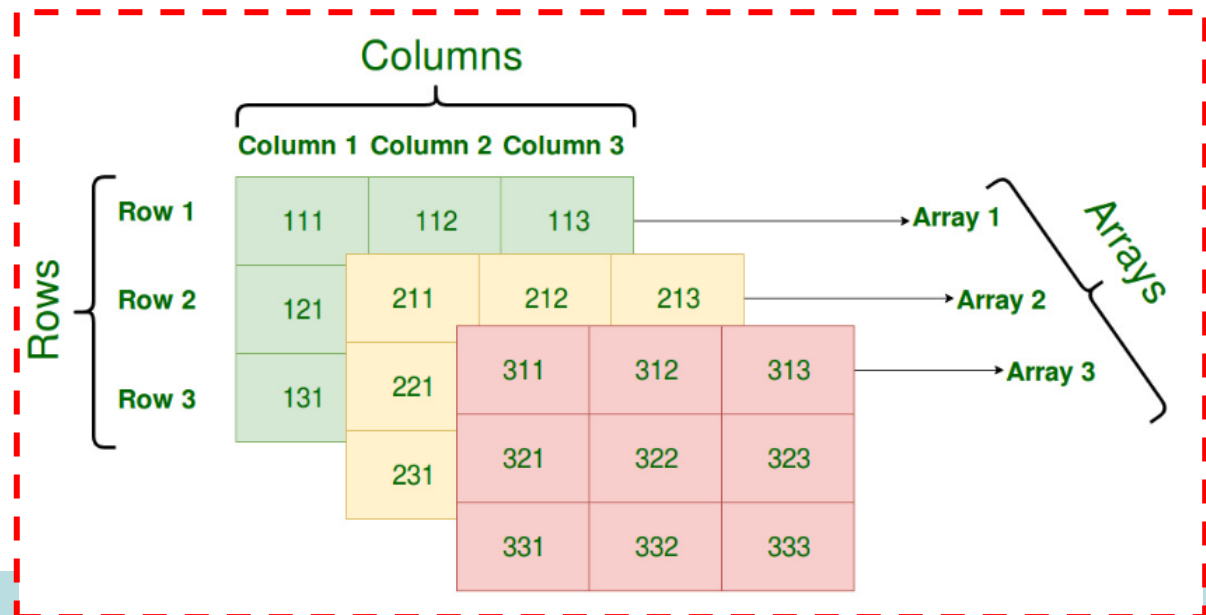 Columns
Column 1 Column 2 Column 3
Rows
Row 1
111 112 113
Array 1
Arrays
Row 2
121 211 212 213
Array 2
Row 3
131 221 311 312 313
Array 3
231 321 322 323
331 332 333